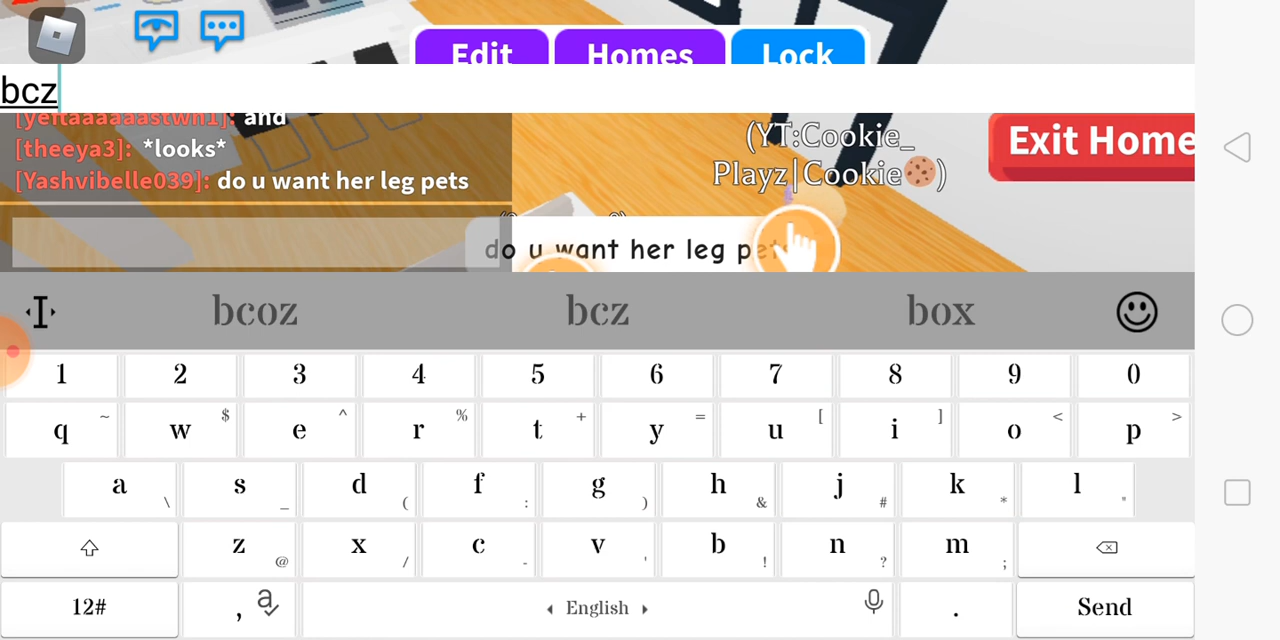 Edit Homes Lock
bcz
[yeftaaaaaastwh1]: and
[theeya3]: *looks*
[Yashvibelle039]: do u want her leg pets
(YT:Cookie_
Playz|Cookie🍪)
Exit Home
do u want her leg pets
bcoz bcz box
1 2 3 4 5 6 7 8 9 0
q ~ w $ e ^ r % t + y = u [ i ] o < p >
a \ s _ d ( f : g ) h & j # k * l "
z @ x / c - v ' b ! n ? m ;
12# , a English . Send